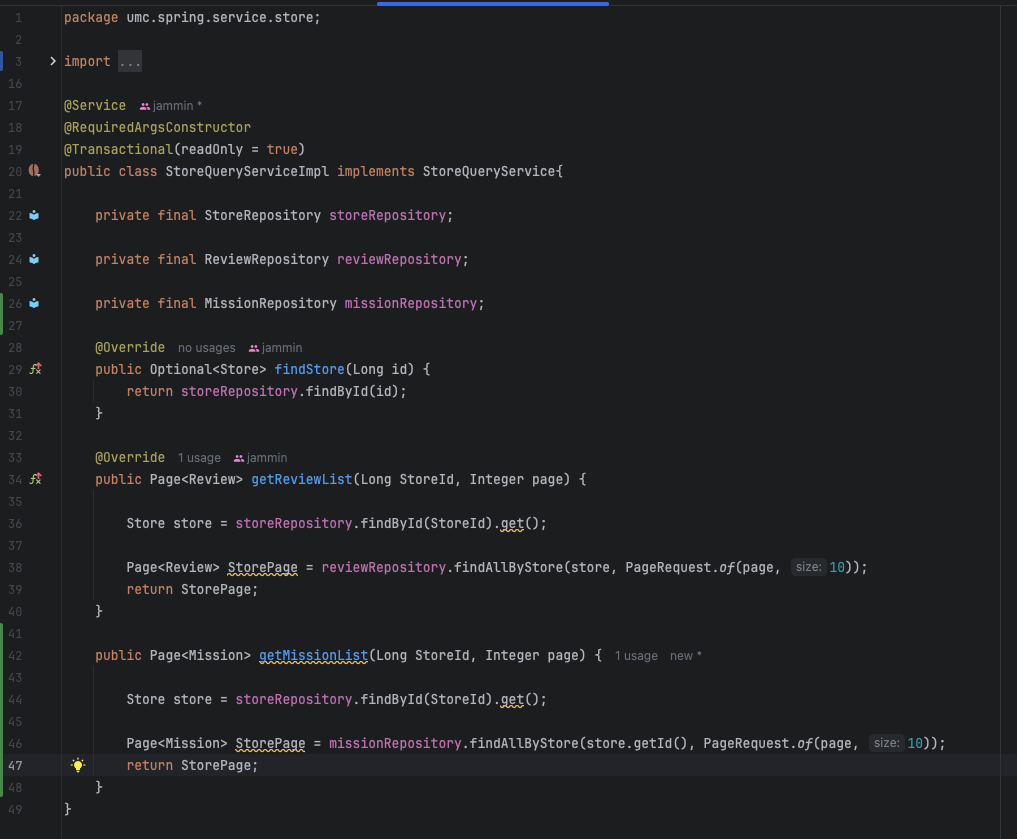 1 package umc.spring.service.store;
2
3 import ...
16
17 @Service jammin *
18 @RequiredArgsConstructor
19 @Transactional(readOnly = true)
20 public class StoreQueryServiceImpl implements StoreQueryService{
21
22 private final StoreRepository storeRepository;
23
24 private final ReviewRepository reviewRepository;
25
26 private final MissionRepository missionRepository;
27
28 @Override no usages jammin
29 public Optional<Store> findStore(Long id) {
30 return storeRepository.findById(id);
31 }
32
33 @Override 1 usage jammin
34 public Page<Review> getReviewList(Long StoreId, Integer page) {
35
36 Store store = storeRepository.findById(StoreId).get();
37
38 Page<Review> StorePage = reviewRepository.findAllByStore(store, PageRequest.of(page, size: 10));
39 return StorePage;
40 }
41
42 public Page<Mission> getMissionList(Long StoreId, Integer page) { 1 usage new *
43
44 Store store = storeRepository.findById(StoreId).get();
45
46 Page<Mission> StorePage = missionRepository.findAllByStore(store.getId(), PageRequest.of(page, size: 10));
47 return StorePage;
48 }
49 }